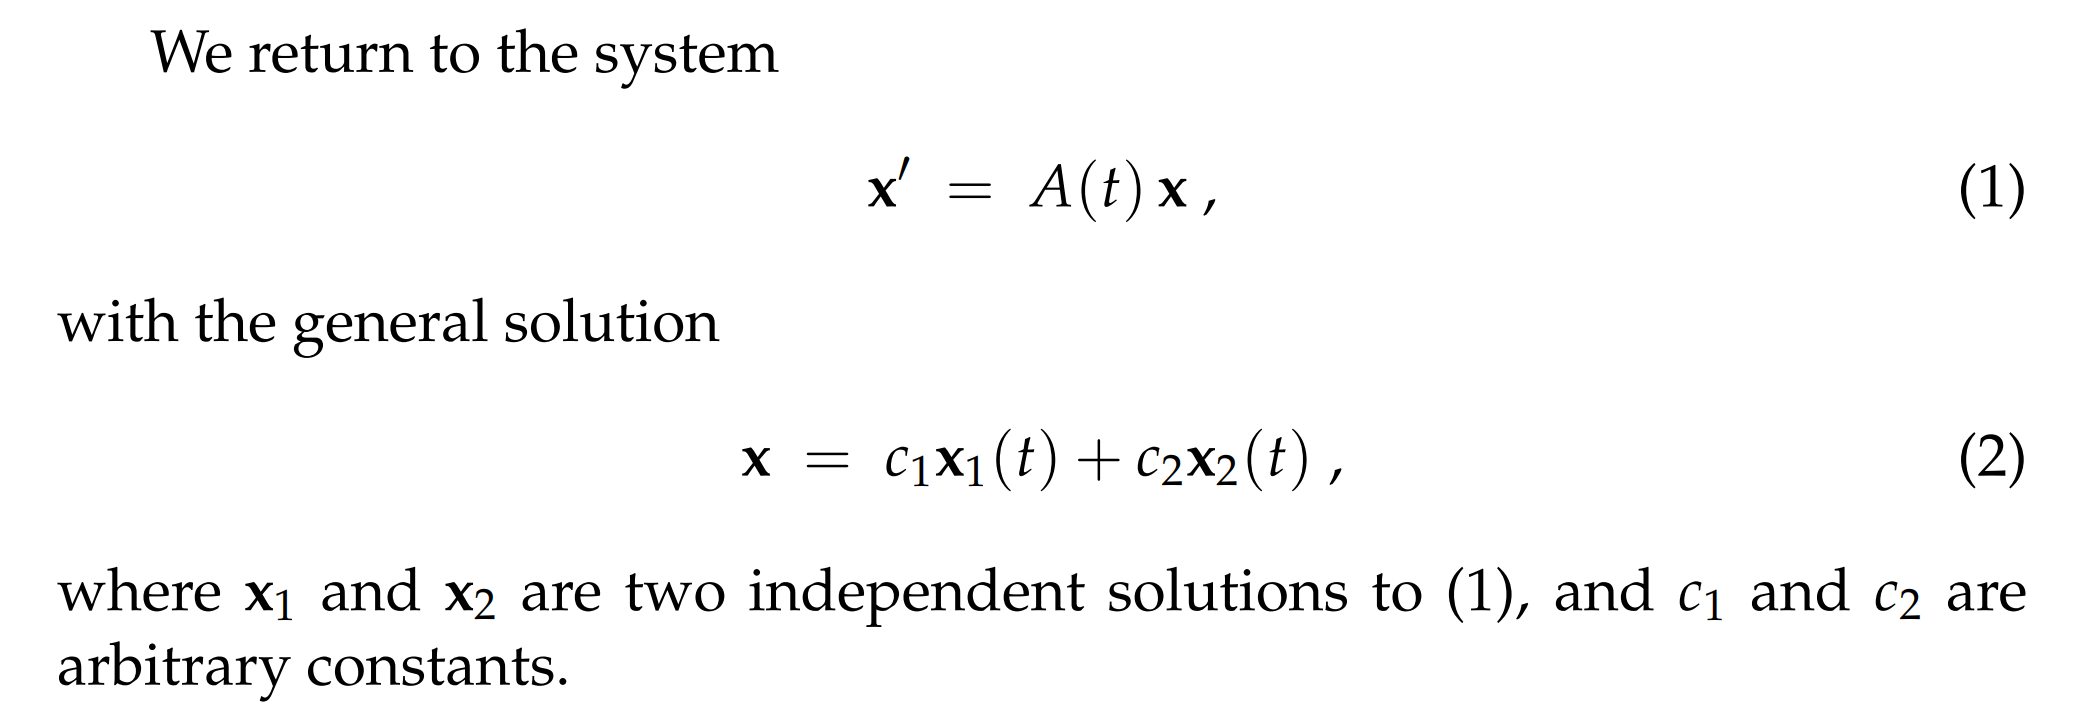 We return to the system
x′ = A(t) x , (1)
with the general solution
x = c₁x₁(t) + c₂x₂(t) , (2)
where x₁ and x₂ are two independent solutions to (1), and c₁ and c₂ are
arbitrary constants.